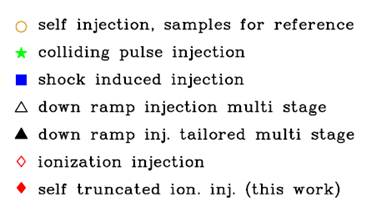 self injection, samples for reference
colliding pulse injection
shock induced injection
down ramp injection multi stage
down ramp inj. tailored multi stage
ionization injection
self truncated ion. inj. (this work)